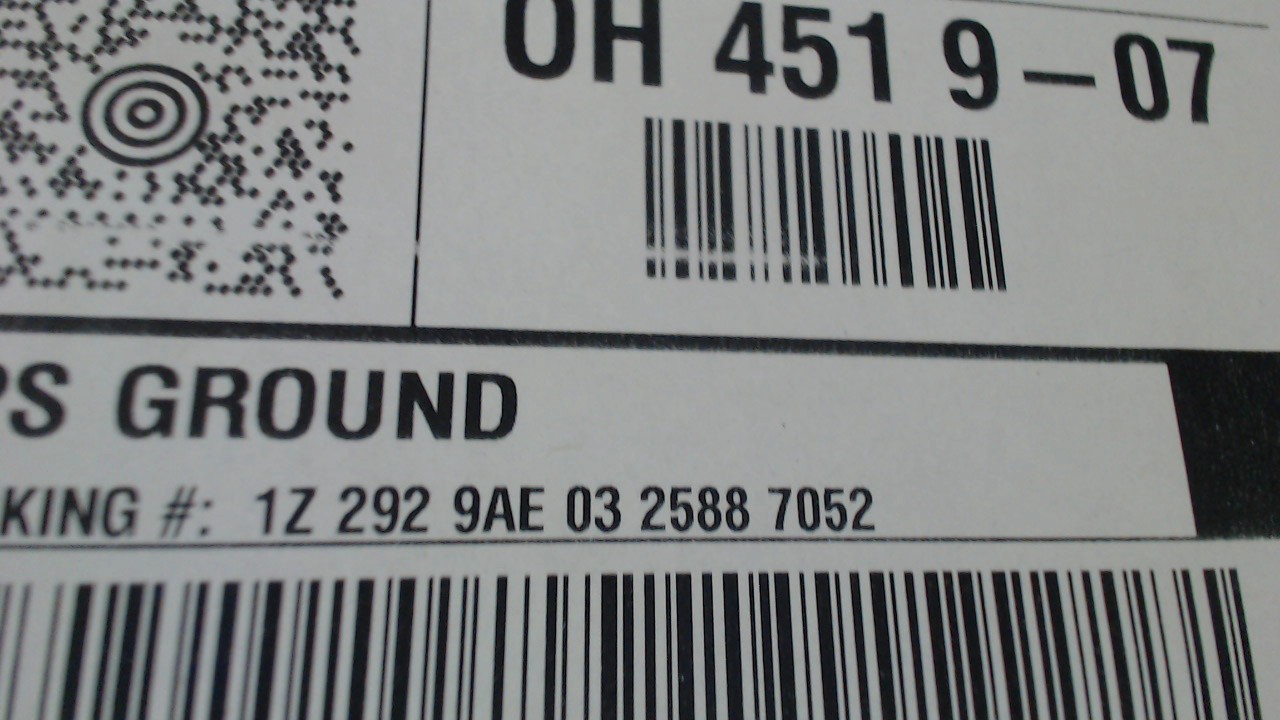 OH 451 9-07
PS GROUND
KING #: 1Z 292 9AE 03 2588 7052